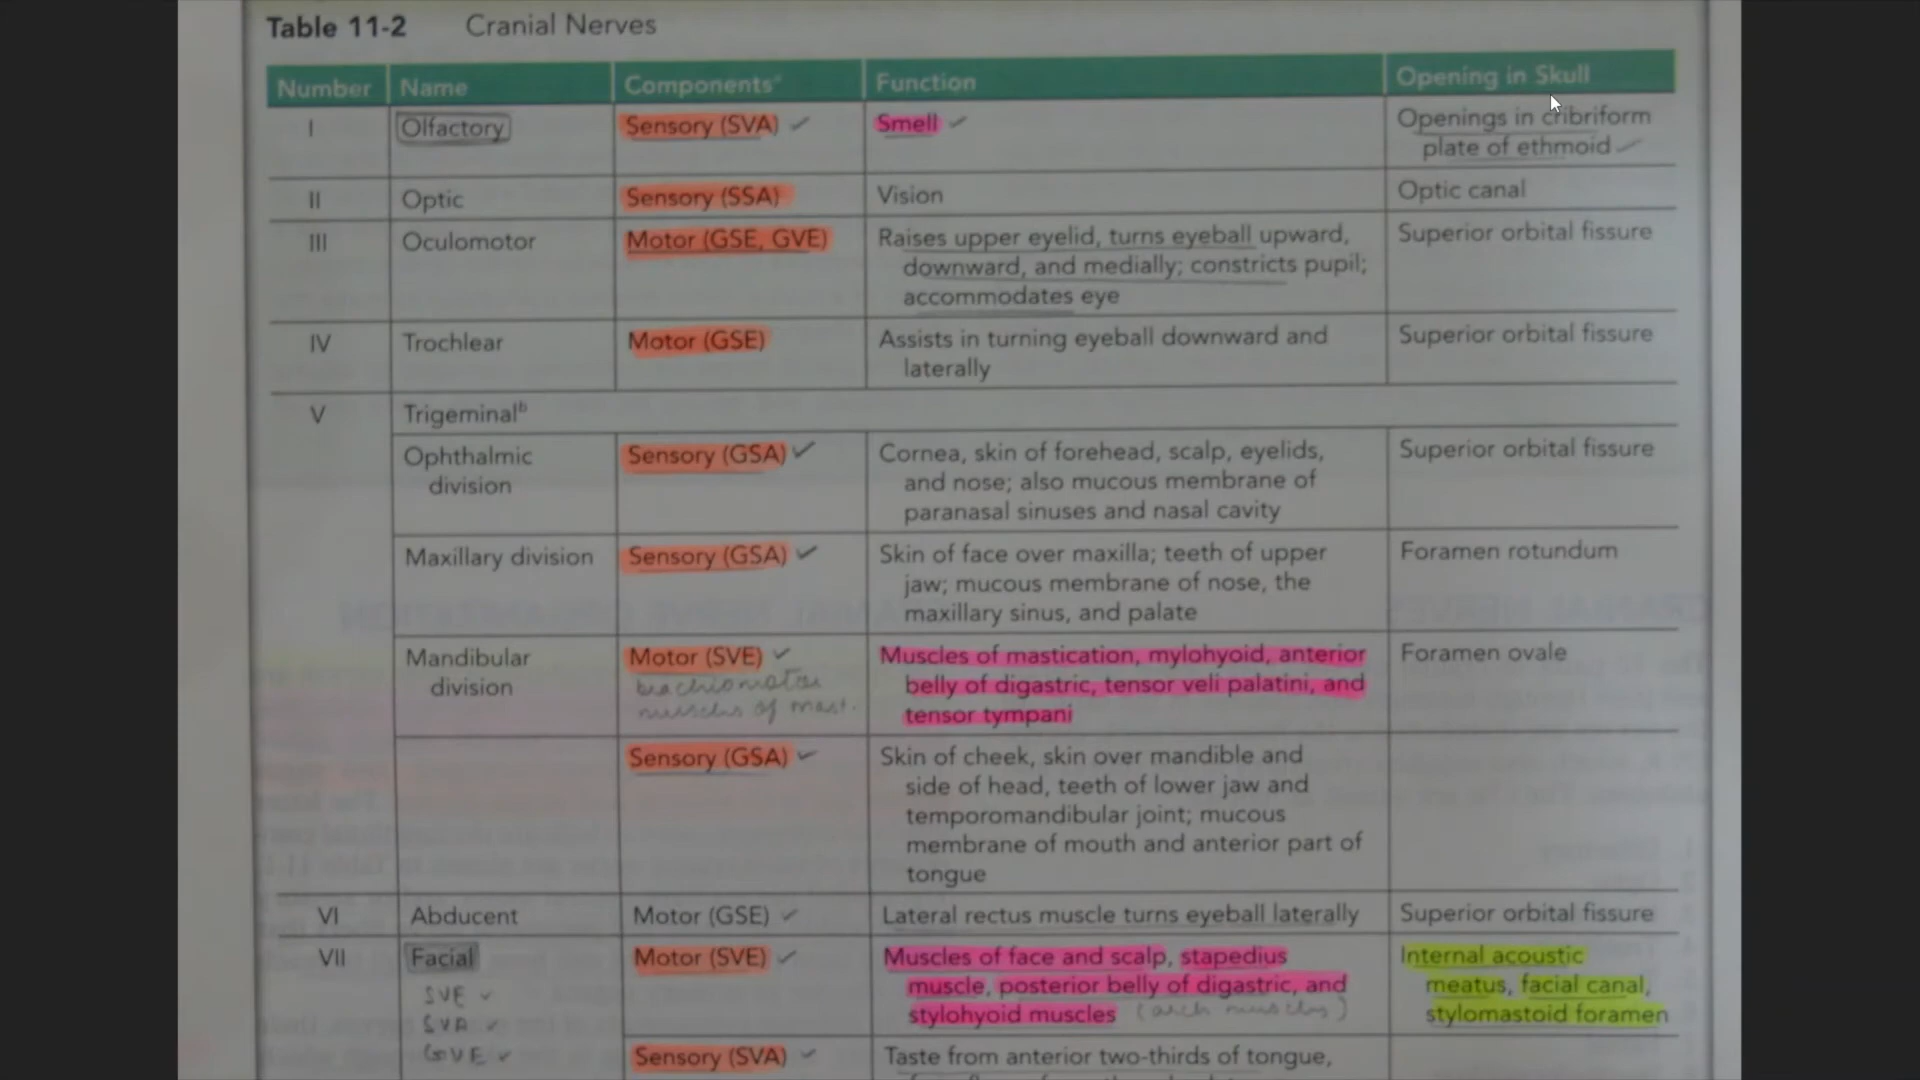 Table 11-2 Cranial Nerves
Number Name Components<sup>a</sup> Function Opening in Skull
I Olfactory Sensory (SVA) ✓ Smell ✓ Openings in cribriform
plate of ethmoid ✓
II Optic Sensory (SSA) Vision Optic canal
III Oculomotor Motor (GSE, GVE) Raises upper eyelid, turns eyeball upward, Superior orbital fissure
downward, and medially; constricts pupil;
accommodates eye
IV Trochlear Motor (GSE) Assists in turning eyeball downward and Superior orbital fissure
laterally
V Trigeminal<sup>b</sup>
Ophthalmic Sensory (GSA) ✓ Cornea, skin of forehead, scalp, eyelids, Superior orbital fissure
division and nose; also mucous membrane of
paranasal sinuses and nasal cavity
Maxillary division Sensory (GSA) ✓ Skin of face over maxilla; teeth of upper Foramen rotundum
jaw; mucous membrane of nose, the
maxillary sinus, and palate
Mandibular Motor (SVE) ✓ Muscles of mastication, mylohyoid, anterior Foramen ovale
division belly of digastric, tensor veli palatini, and
muscles of mast. tensor tympani
Sensory (GSA) ✓ Skin of cheek, skin over mandible and
side of head, teeth of lower jaw and
temporomandibular joint; mucous
membrane of mouth and anterior part of
tongue
VI Abducent Motor (GSE) ✓ Lateral rectus muscle turns eyeball laterally Superior orbital fissure
VII Facial Motor (SVE) ✓ Muscles of face and scalp, stapedius Internal acoustic
SVE ✓ muscle, posterior belly of digastric, and meatus, facial canal,
SVA ✓ stylohyoid muscles (arch muscles) stylomastoid foramen
GVE ✓ Sensory (SVA) ✓ Taste from anterior two-thirds of tongue,